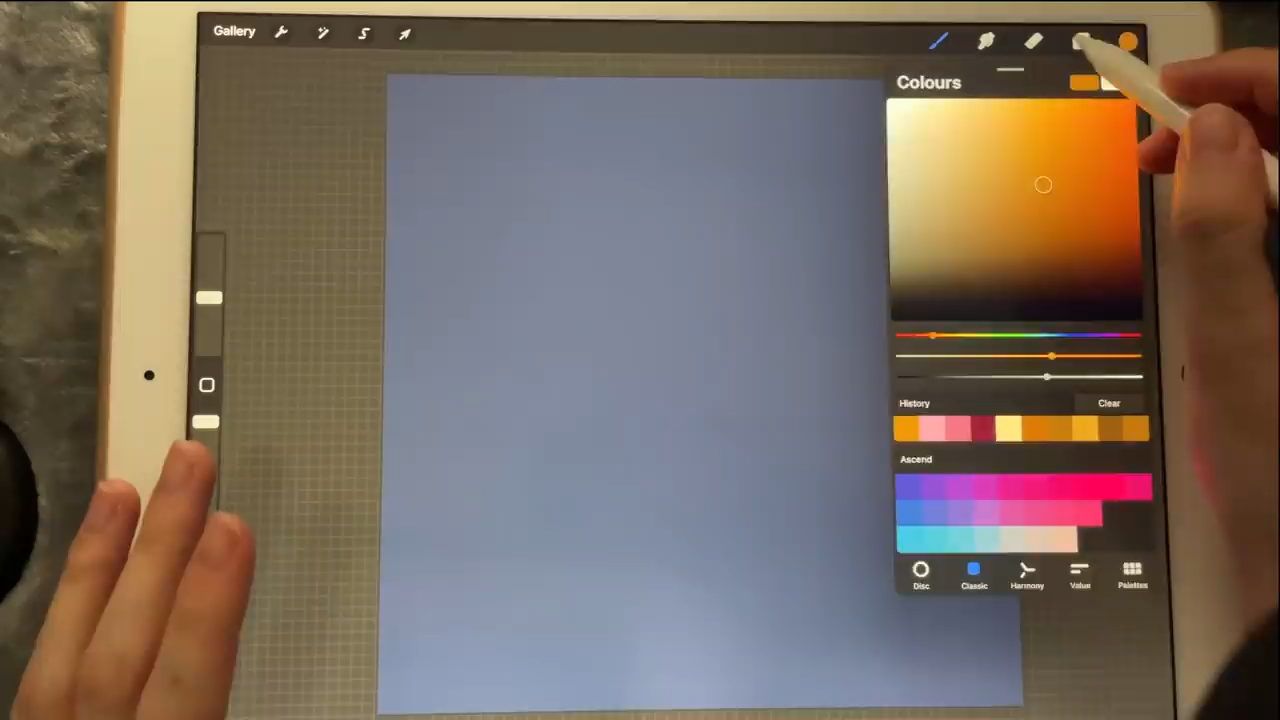 Gallery
Colours
History
Clear
Ascend
Disc
Classic
Harmony
Value
Palettes